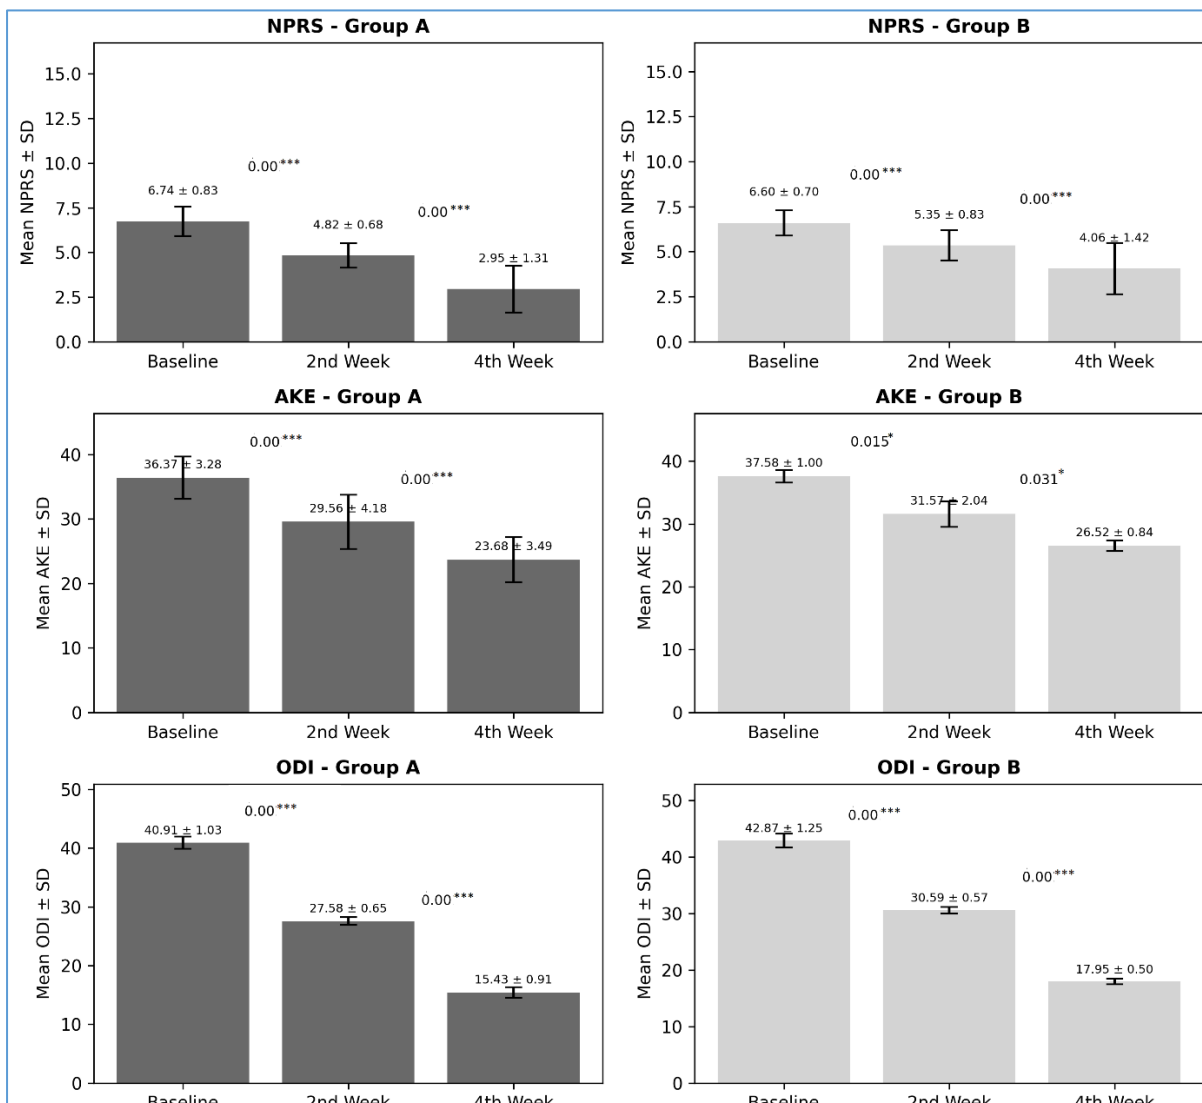 NPRS - Group A
Mean NPRS ± SD
15.0
12.5
10.0
7.5
5.0
2.5
0.0
0.00***
6.74 ± 0.83
0.00***
4.82 ± 0.68
2.95 ± 1.31
Baseline 2nd Week 4th Week
NPRS - Group B
Mean NPRS ± SD
15.0
12.5
10.0
7.5
5.0
2.5
0.0
0.00***
6.60 ± 0.70
0.00***
5.35 ± 0.83
4.06 ± 1.42
Baseline 2nd Week 4th Week
AKE - Group A
Mean AKE ± SD
40
30
20
10
0
0.00***
36.37 ± 3.28
0.00***
29.56 ± 4.18
23.68 ± 3.49
Baseline 2nd Week 4th Week
AKE - Group B
Mean AKE ± SD
40
30
20
10
0
0.015*
37.58 ± 1.00
0.031*
31.57 ± 2.04
26.52 ± 0.84
Baseline 2nd Week 4th Week
ODI - Group A
Mean ODI ± SD
50
40
30
20
10
0
0.00***
40.91 ± 1.03
0.00***
27.58 ± 0.65
15.43 ± 0.91
Baseline 2nd Week 4th Week
ODI - Group B
Mean ODI ± SD
50
40
30
20
10
0
0.00***
42.87 ± 1.25
0.00***
30.59 ± 0.57
17.95 ± 0.50
Baseline 2nd Week 4th Week